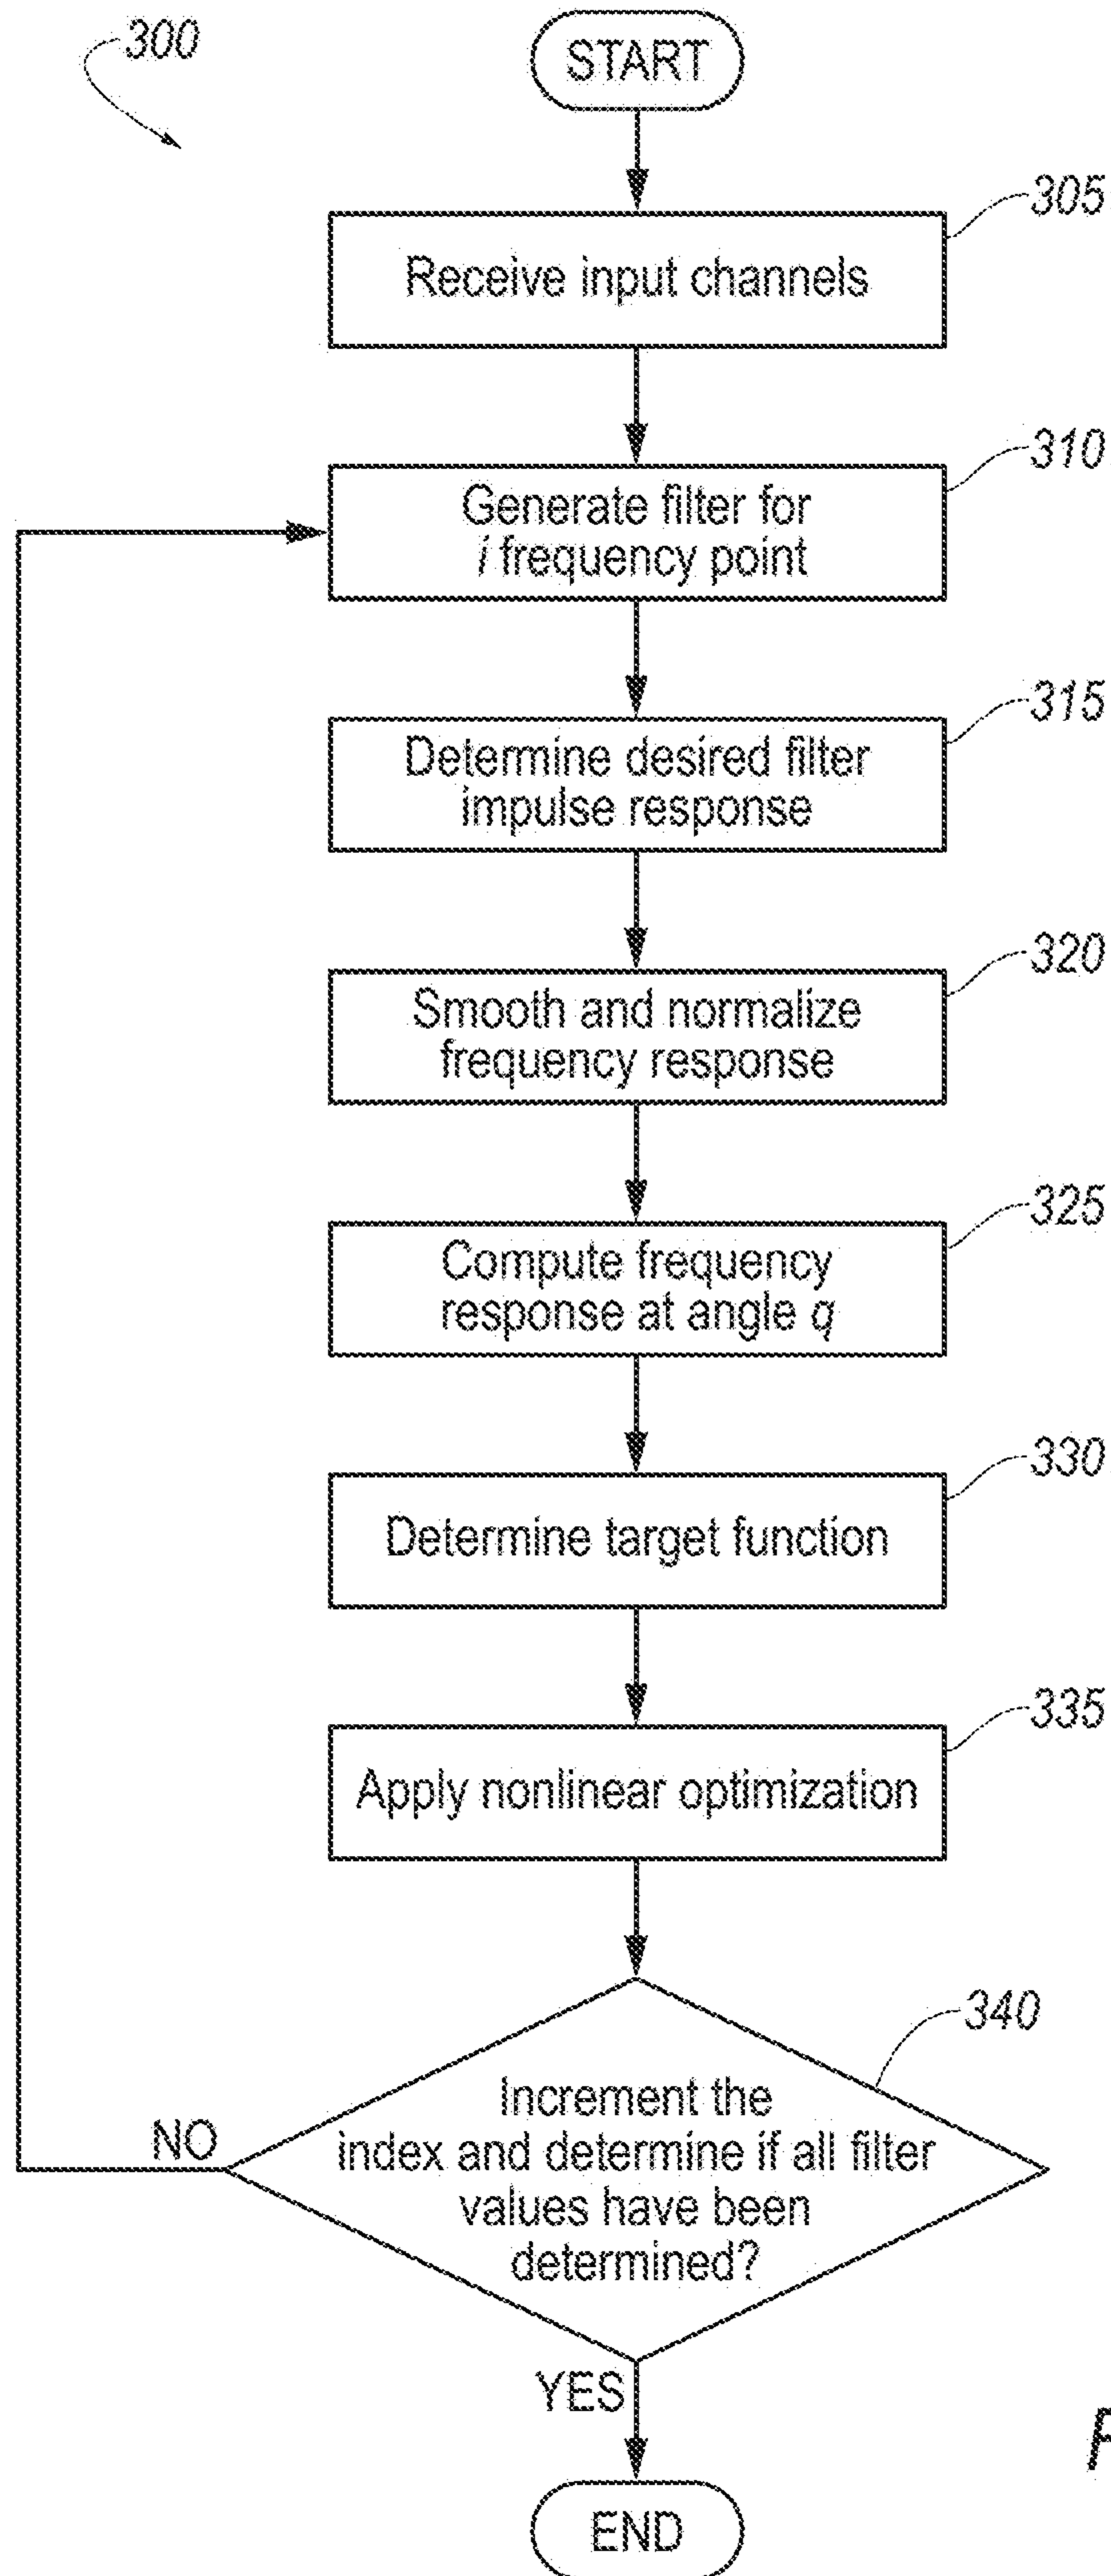 300
START
305
Receive input channels
310
Generate filter for
i frequency point
315
Determine desired filter
impulse response
320
Smooth and normalize
frequency response
325
Compute frequency
response at angle q
330
Determine target function
335
Apply nonlinear optimization
340
Increment the
index and determine if all filter
values have been
determined?
NO
YES
END